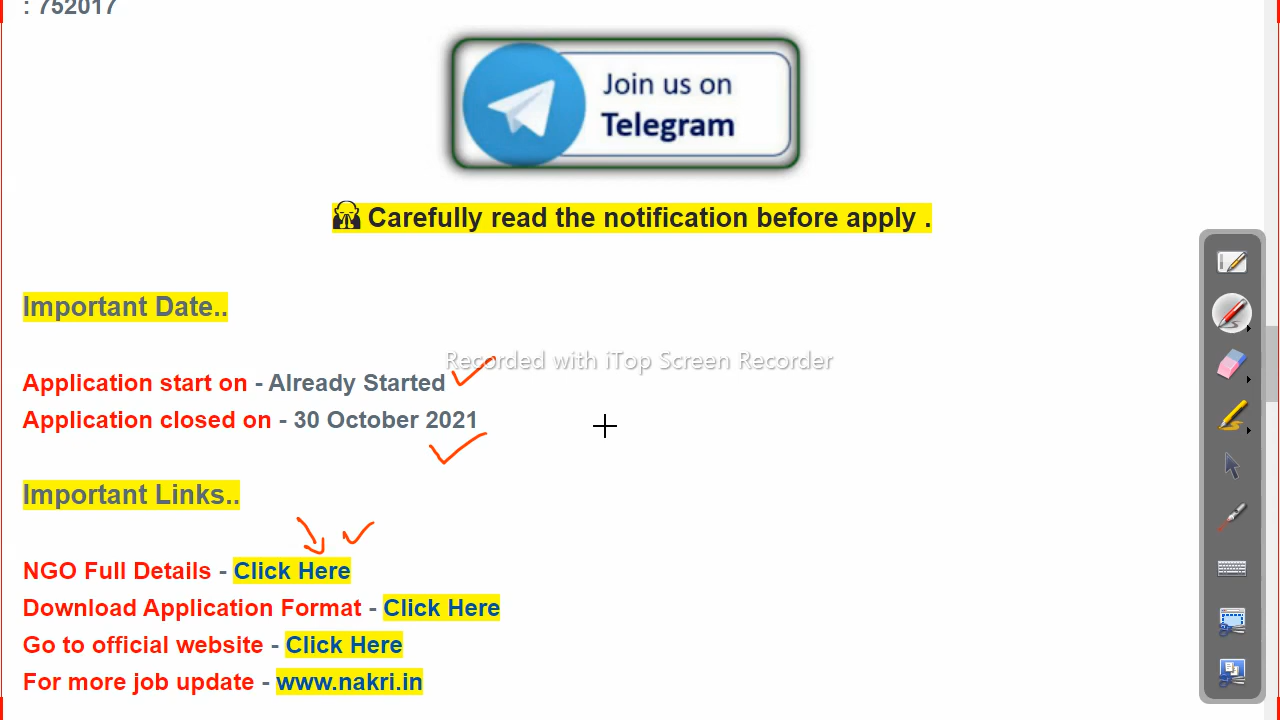 : 752017
Join us on
Telegram
Carefully read the notification before apply .
Important Date..
Recorded with iTop Screen Recorder
Application start on - Already Started
Application closed on - 30 October 2021
Important Links..
NGO Full Details - Click Here
Download Application Format - Click Here
Go to official website - Click Here
For more job update - www.nakri.in